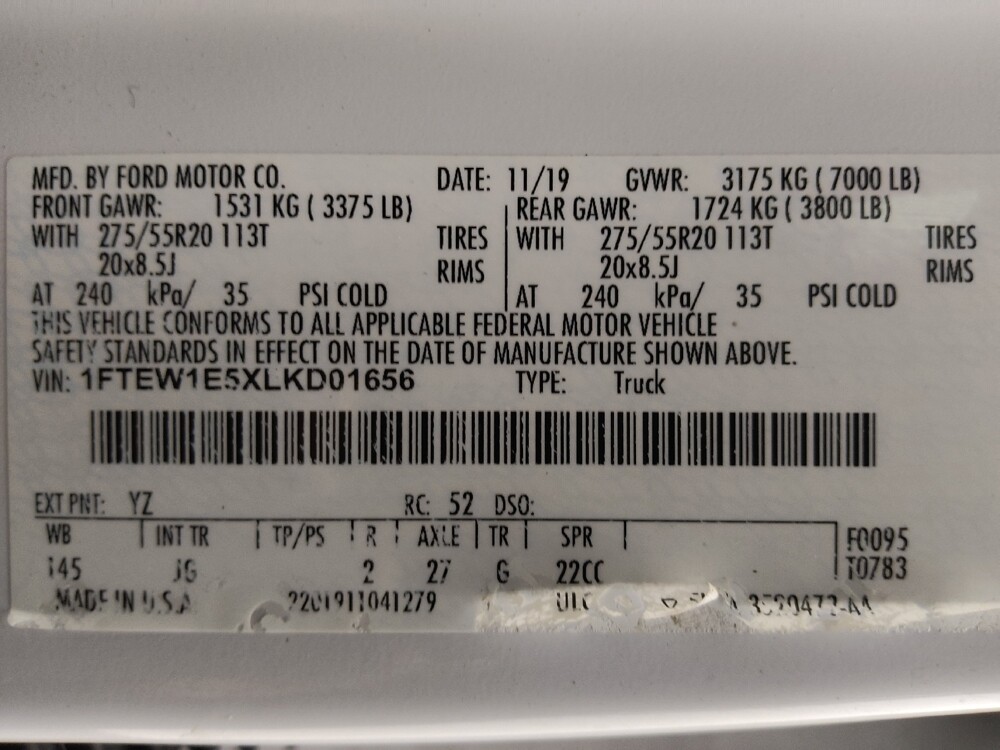 MFD. BY FORD MOTOR CO. DATE: 11/19 GVWR: 3175 KG ( 7000 LB)
FRONT GAWR: 1531 KG ( 3375 LB) REAR GAWR: 1724 KG ( 3800 LB)
WITH 275/55R20 113T TIRES WITH 275/55R20 113T TIRES
20x8.5J RIMS 20x8.5J RIMS
AT 240 kPa/ 35 PSI COLD AT 240 kPa/ 35 PSI COLD
THIS VEHICLE CONFORMS TO ALL APPLICABLE FEDERAL MOTOR VEHICLE
SAFETY STANDARDS IN EFFECT ON THE DATE OF MANUFACTURE SHOWN ABOVE.
VIN: 1FTEW1E5XLKD01656 TYPE: Truck
EXT PNT: YZ RC: 52 DSO:
WB INT TR TP/PS R AXLE TR SPR F0095
145 JG 2 27 G 22CC T0783
MADE IN U.S.A 2201911041279